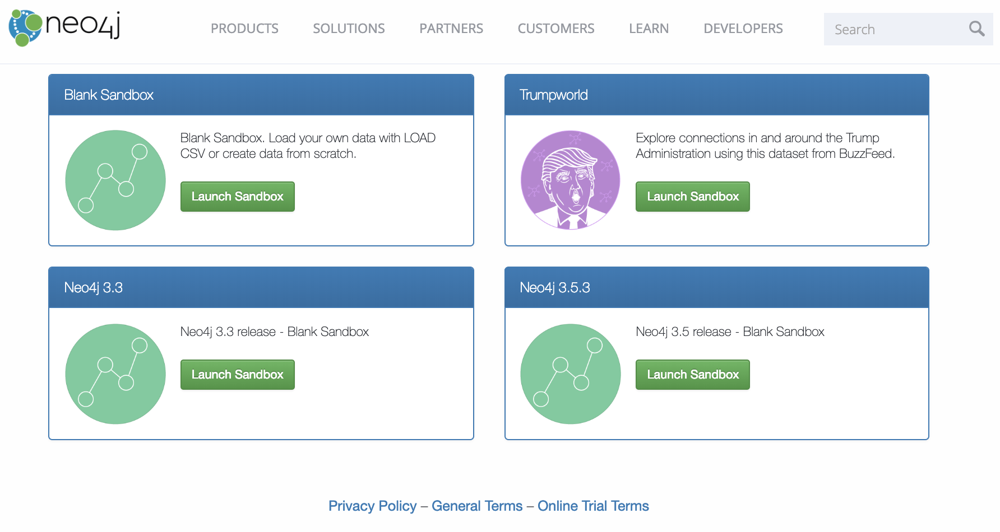 neo4j
PRODUCTS
SOLUTIONS
PARTNERS
CUSTOMERS
LEARN
DEVELOPERS
Search
Blank Sandbox
Blank Sandbox. Load your own data with LOAD
CSV or create data from scratch.
Launch Sandbox
Trumpworld
Explore connections in and around the Trump
Administration using this dataset from BuzzFeed.
Launch Sandbox
Neo4j 3.3
Neo4j 3.3 release - Blank Sandbox
Launch Sandbox
Neo4j 3.5.3
Neo4j 3.5 release - Blank Sandbox
Launch Sandbox
Privacy Policy – General Terms – Online Trial Terms